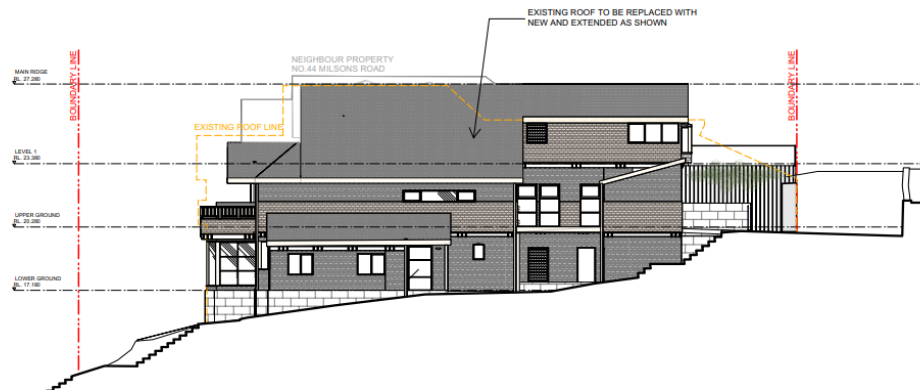 EXISTING ROOF TO BE REPLACED WITH
NEW AND EXTENDED AS SHOWN
NEIGHBOUR PROPERTY
NO.44 MILSONS ROAD
BOUNDARY LINE
BOUNDARY LINE
MAIN RIDGE
RL. 27.280
EXISTING ROOF LINE
LEVEL 1
RL. 23.380
UPPER GROUND
RL. 20.280
LOWER GROUND
RL. 17.180